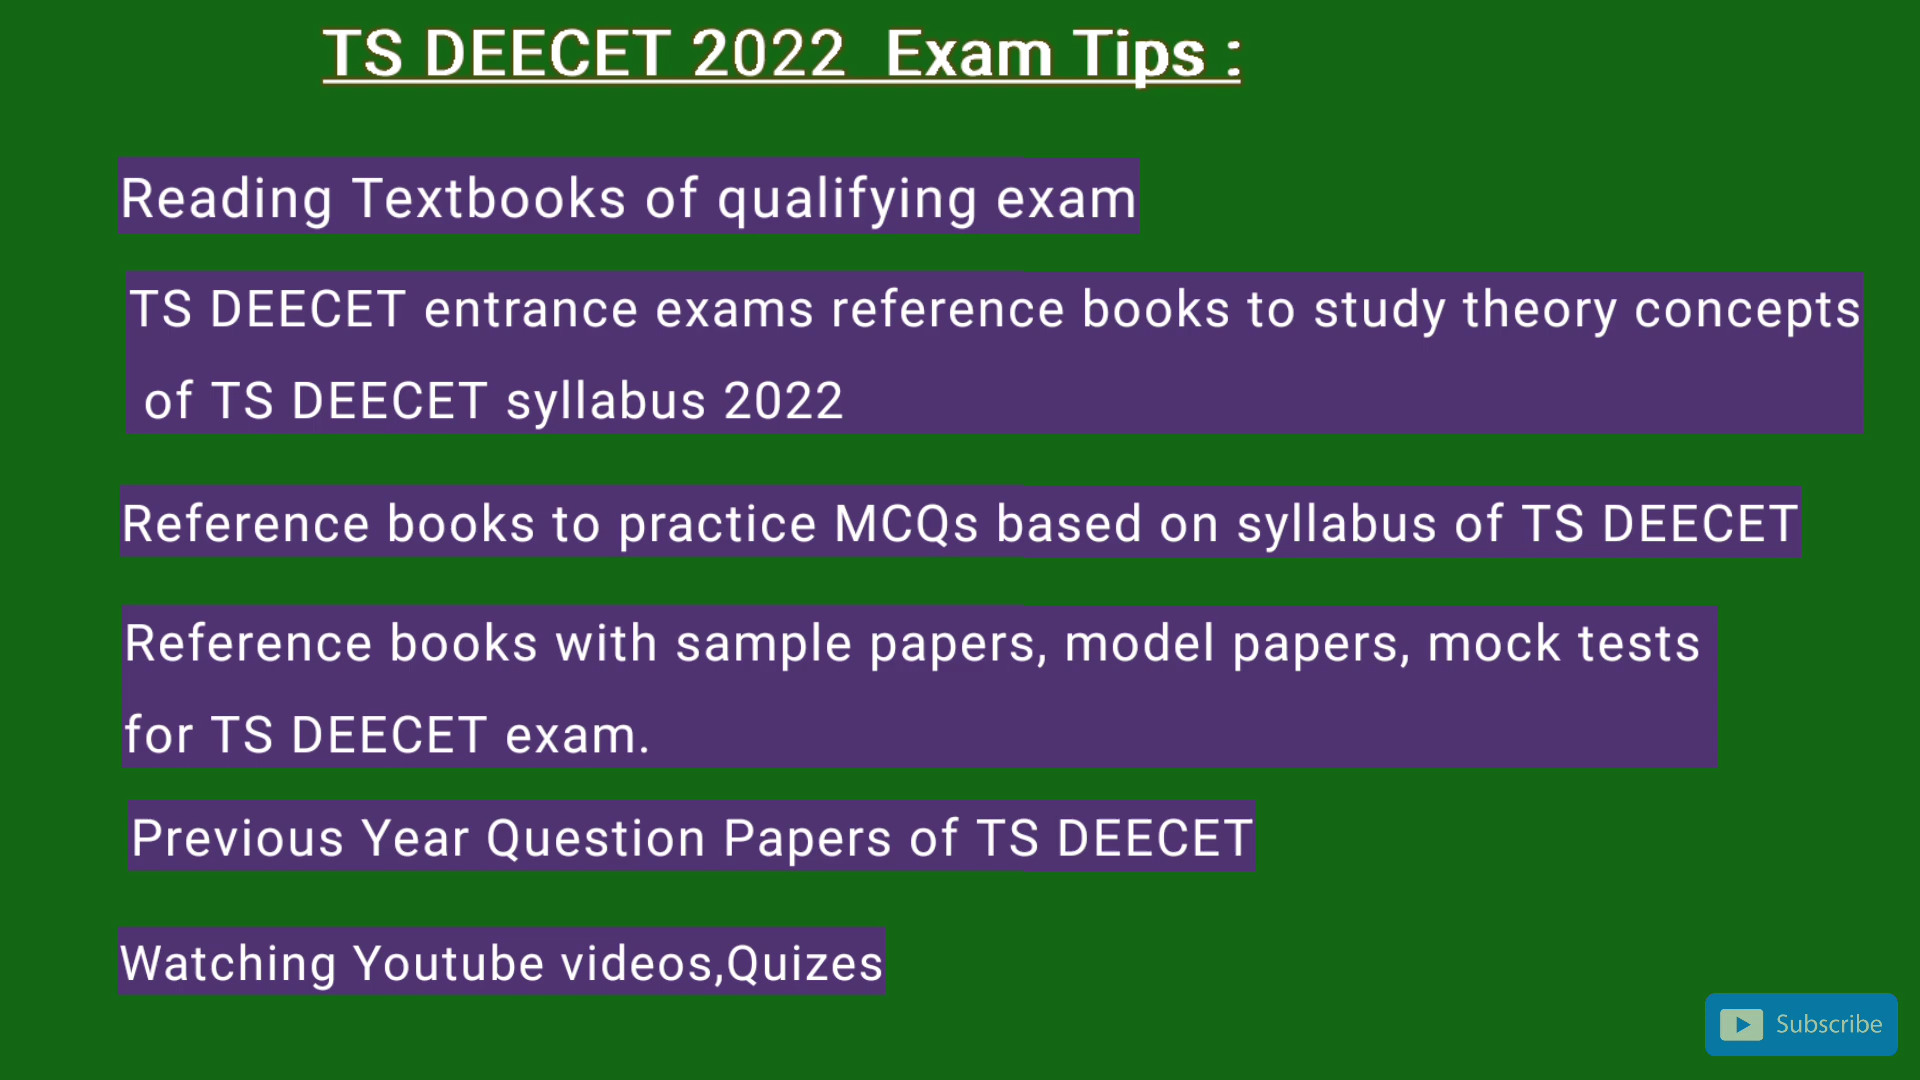 TS DEECET 2022  Exam Tips :
Reading Textbooks of qualifying exam
TS DEECET entrance exams reference books to study theory concepts
of TS DEECET syllabus 2022
Reference books to practice MCQs based on syllabus of TS DEECET
Reference books with sample papers, model papers, mock tests
for TS DEECET exam.
Previous Year Question Papers of TS DEECET
Watching Youtube videos,Quizes
Subscribe